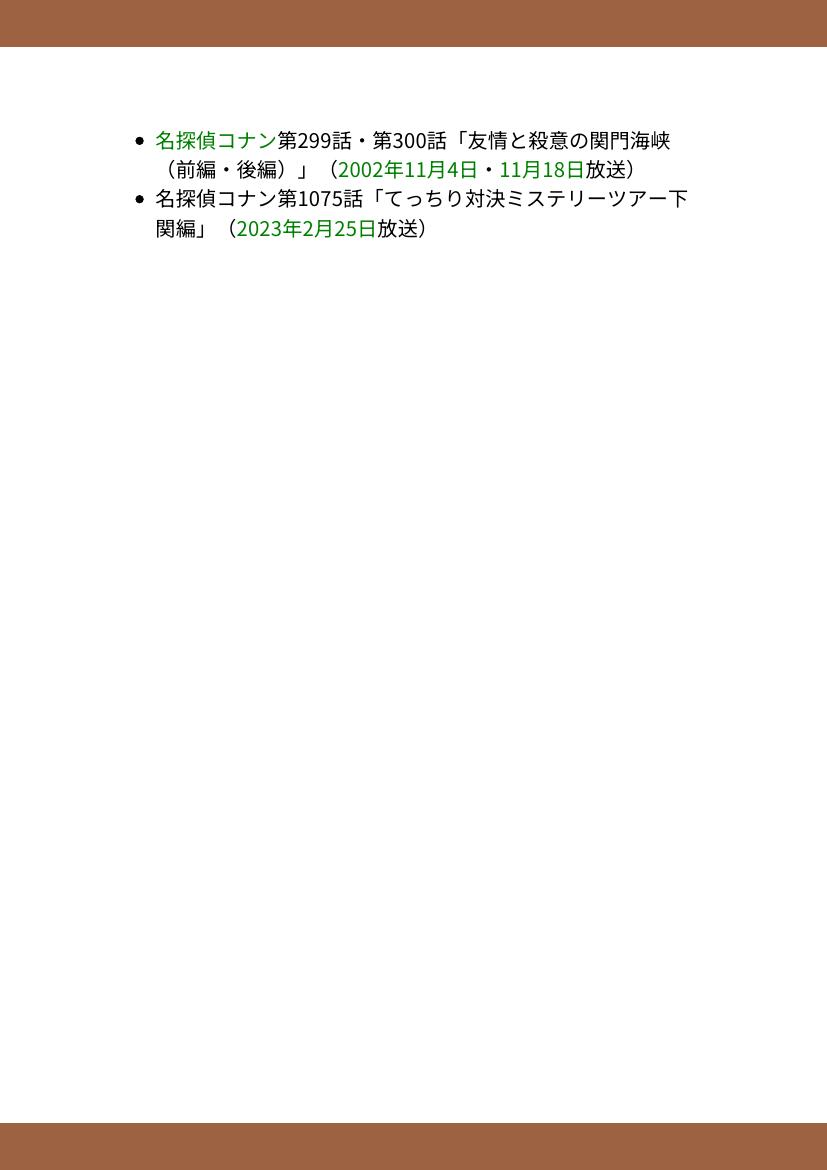 • 名探偵コナン第299話・第300話「友情と殺意の関門海峡
（前編・後編）」（2002年11月4日・11月18日放送）
• 名探偵コナン第1075話「てっちり対決ミステリーツアー下
関編」（2023年2月25日放送）